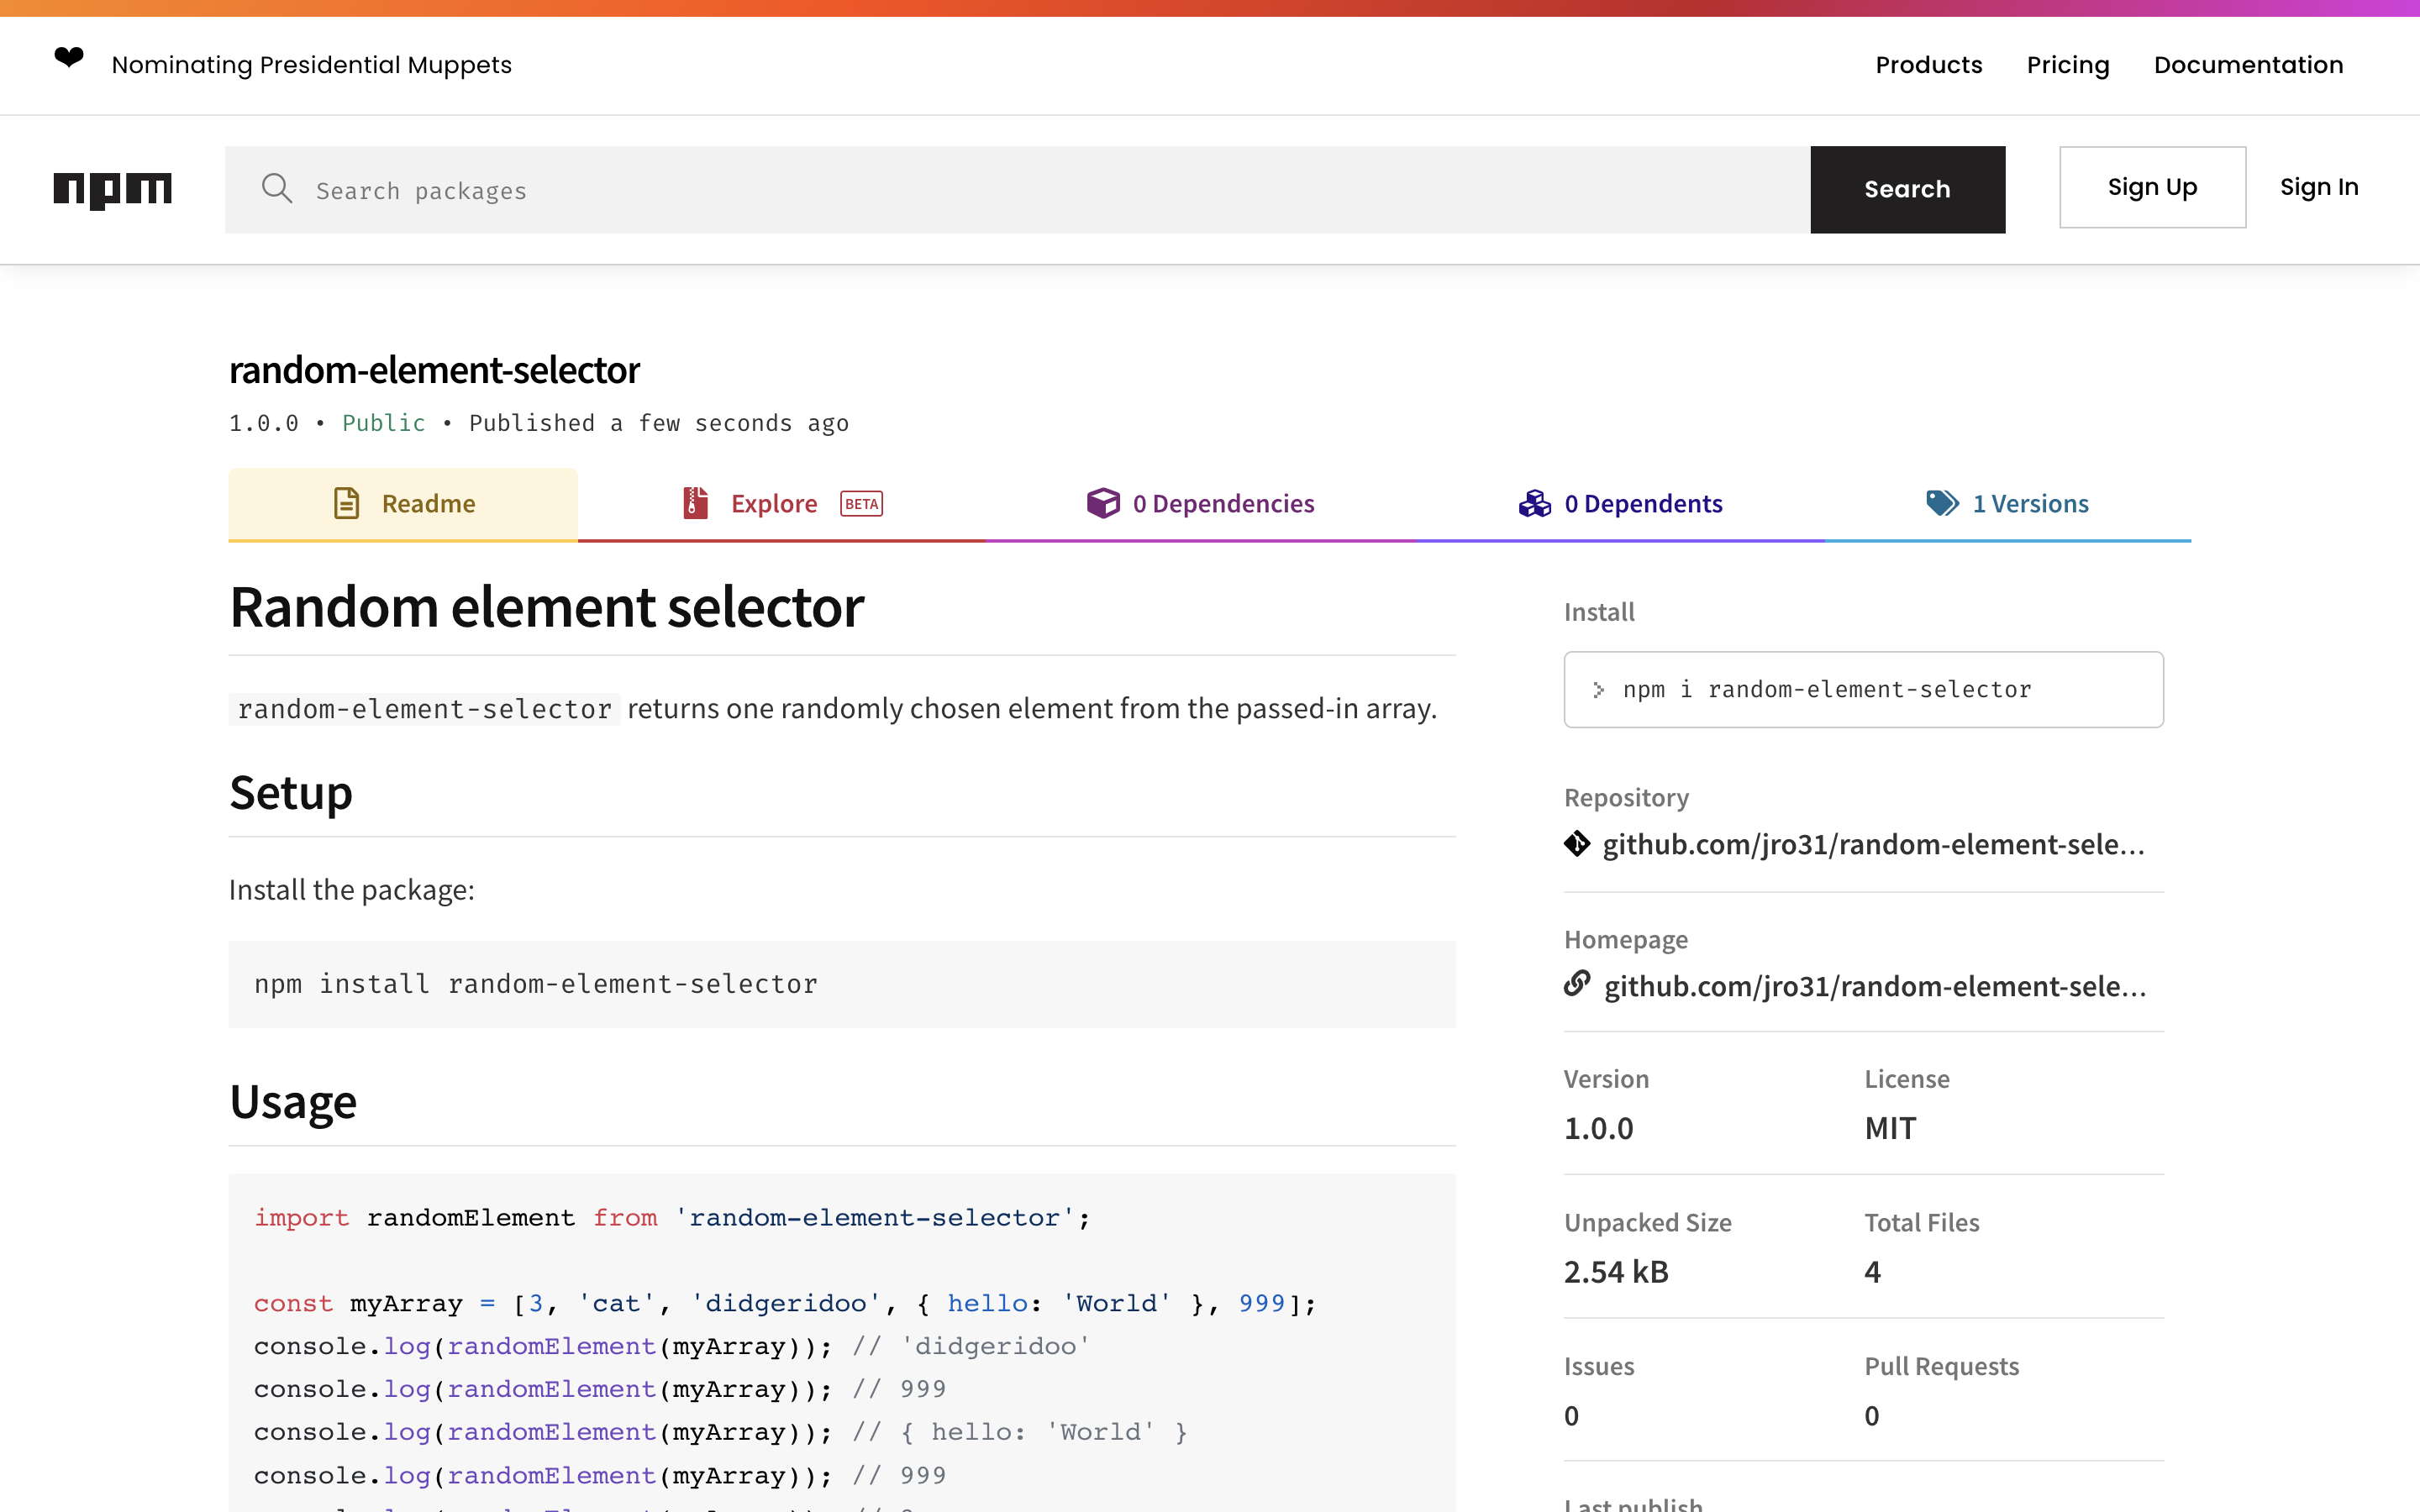 ❤ Nominating Presidential Muppets
Products Pricing Documentation
npm
Search packages
Search
Sign Up
Sign In
random-element-selector
1.0.0 • Public • Published a few seconds ago
Readme
Explore BETA
0 Dependencies
0 Dependents
1 Versions
Random element selector
random-element-selector returns one randomly chosen element from the passed-in array.
Setup
Install the package:
npm install random-element-selector
Usage
import randomElement from 'random-element-selector';
const myArray = [3, 'cat', 'didgeridoo', { hello: 'World' }, 999];
console.log(randomElement(myArray)); // 'didgeridoo'
console.log(randomElement(myArray)); // 999
console.log(randomElement(myArray)); // { hello: 'World' }
console.log(randomElement(myArray)); // 999
Install
> npm i random-element-selector
Repository
github.com/jro31/random-element-sele...
Homepage
github.com/jro31/random-element-sele...
Version License
1.0.0 MIT
Unpacked Size Total Files
2.54 kB 4
Issues Pull Requests
0 0
Last publish